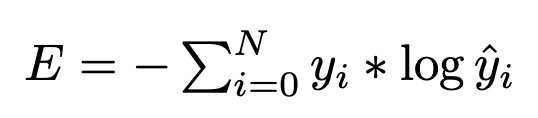 E = −∑_{i=0}^{N} y_i * log ŷ_i